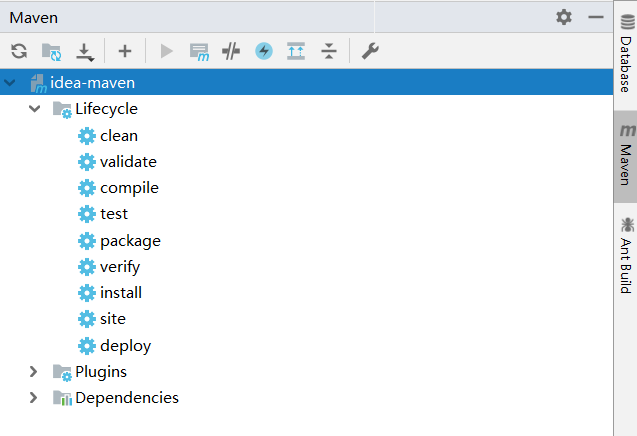 Maven
idea-maven
Lifecycle
clean
validate
compile
test
package
verify
install
site
deploy
Plugins
Dependencies
Database
m
Maven
Ant Build